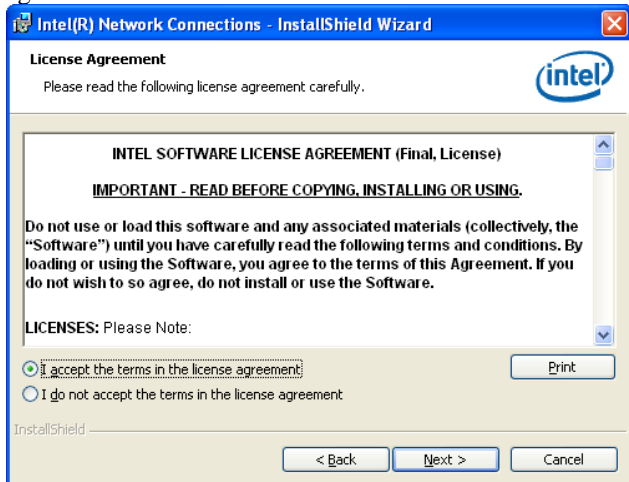 Intel(R) Network Connections - InstallShield Wizard
License Agreement
Please read the following license agreement carefully.
intel
INTEL SOFTWARE LICENSE AGREEMENT (Final, License)
IMPORTANT - READ BEFORE COPYING, INSTALLING OR USING.
Do not use or load this software and any associated materials (collectively, the
“Software”) until you have carefully read the following terms and conditions. By
loading or using the Software, you agree to the terms of this Agreement. If you
do not wish to so agree, do not install or use the Software.
LICENSES: Please Note:
I accept the terms in the license agreement
Print
I do not accept the terms in the license agreement
InstallShield
< Back
Next >
Cancel